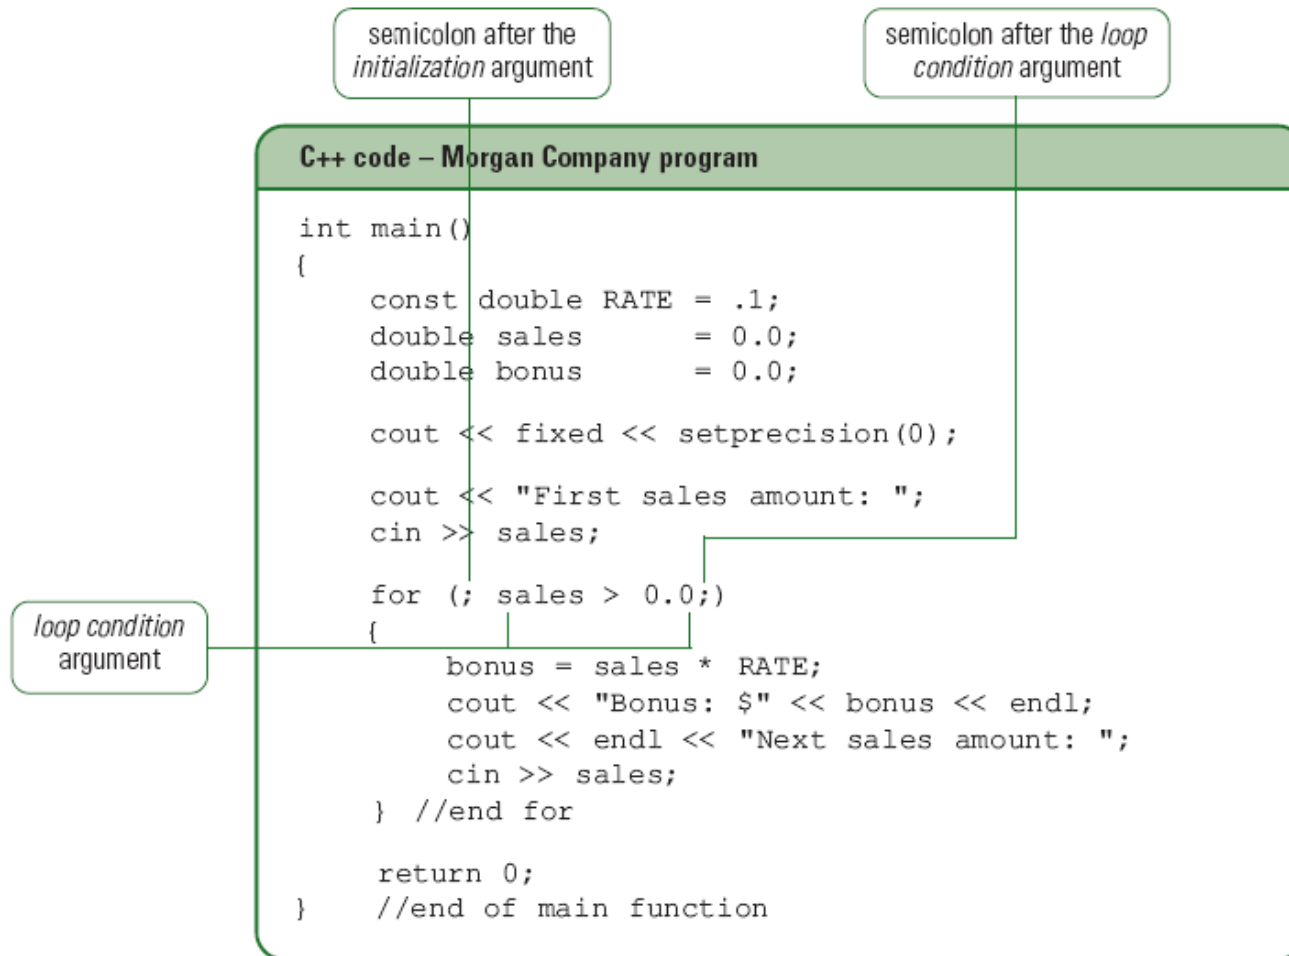 semicolon after the
initialization argument
semicolon after the loop
condition argument
C++ code – Morgan Company program
int main()
{
    const double RATE = .1;
    double sales      = 0.0;
    double bonus      = 0.0;
    cout << fixed << setprecision(0);
    cout << "First sales amount: ";
    cin >> sales;
    for (; sales > 0.0;)
loop condition
argument
    {
        bonus = sales * RATE;
        cout << "Bonus: $" << bonus << endl;
        cout << endl << "Next sales amount: ";
        cin >> sales;
    } //end for
    return 0;
}   //end of main function